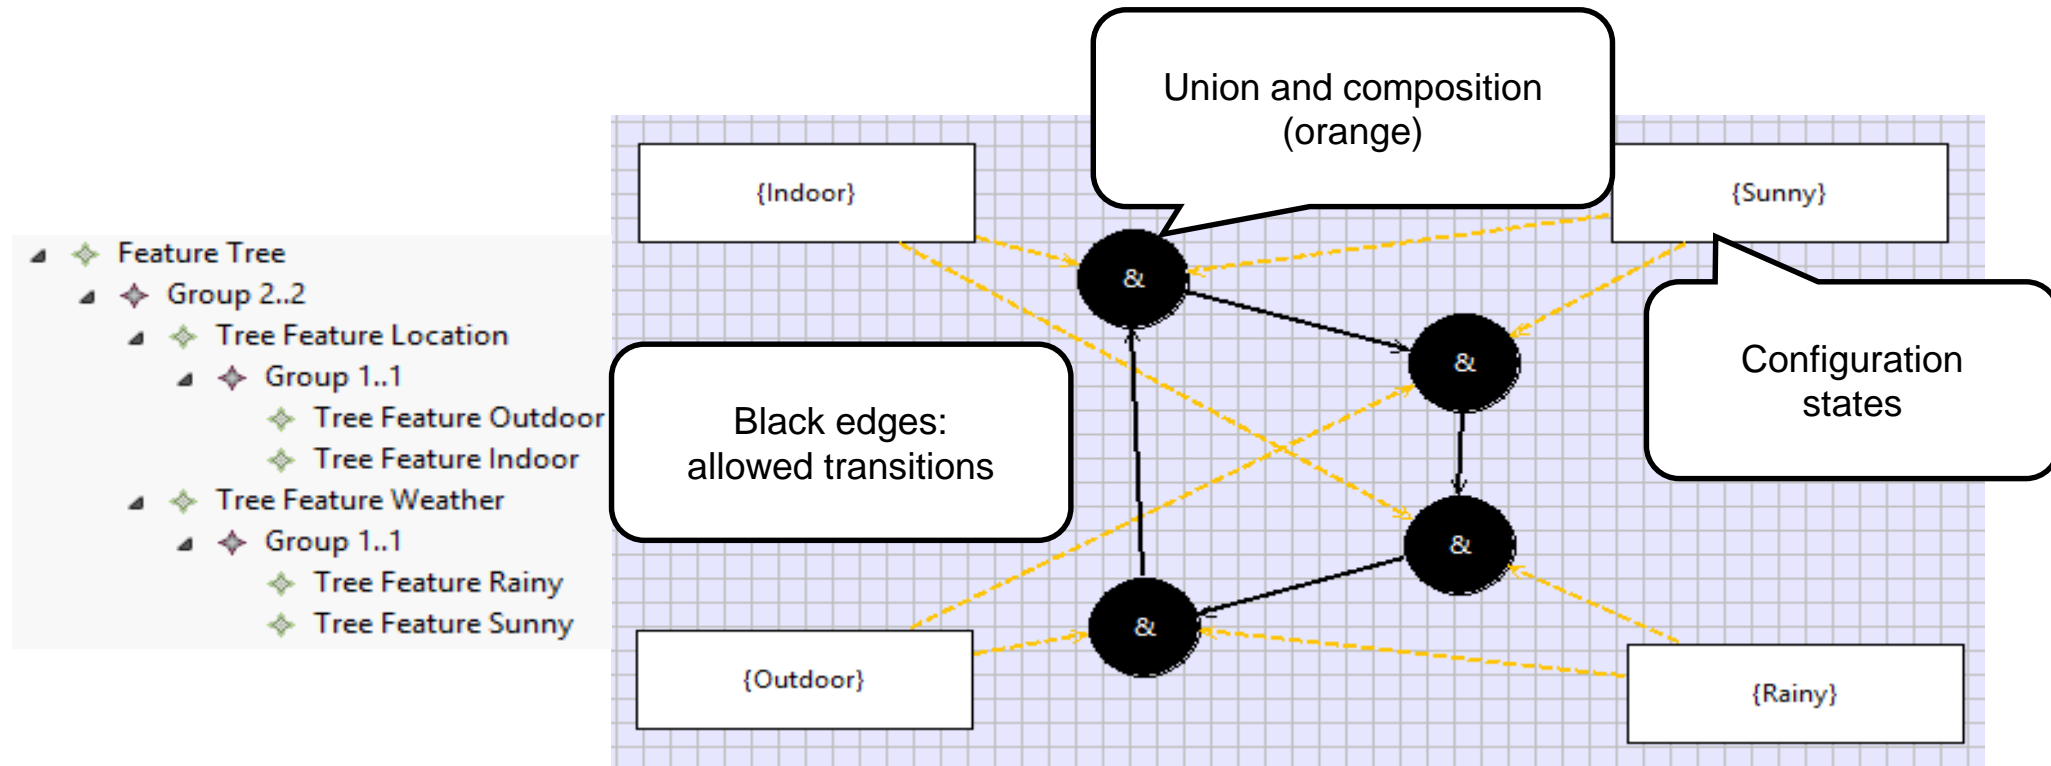 Feature Tree
Group 2..2
Tree Feature Location
Group 1..1
Tree Feature Outdoor
Tree Feature Indoor
Tree Feature Weather
Group 1..1
Tree Feature Rainy
Tree Feature Sunny
Union and composition
(orange)
{Indoor}
{Sunny}
&
&
Configuration
states
Black edges:
allowed transitions
&
&
{Outdoor}
{Rainy}